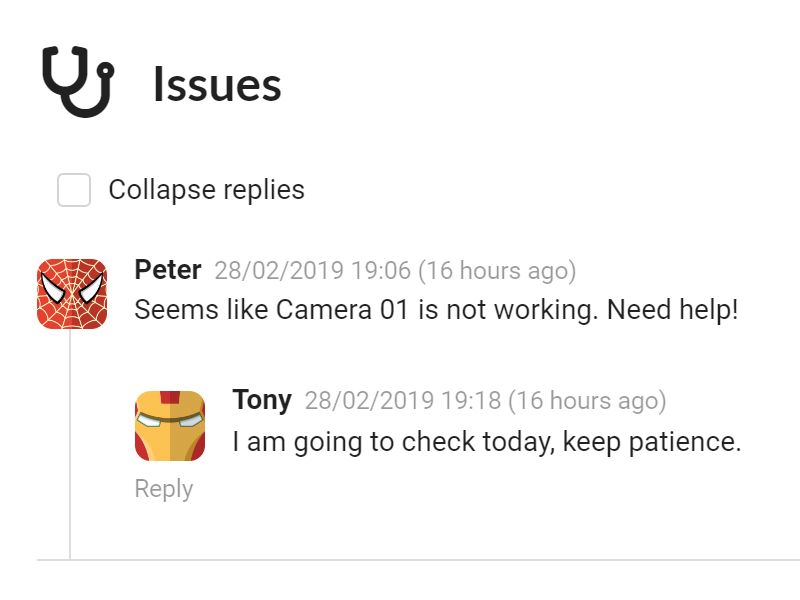 Issues
Collapse replies
Peter 28/02/2019 19:06 (16 hours ago)
Seems like Camera 01 is not working. Need help!
Tony 28/02/2019 19:18 (16 hours ago)
I am going to check today, keep patience.
Reply